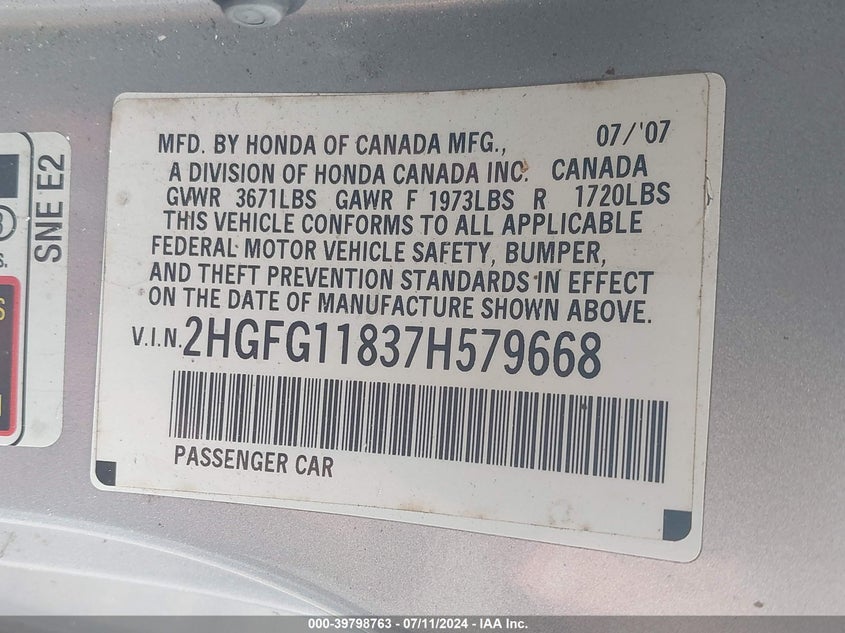 MFD. BY HONDA OF CANADA MFG., 07/'07
A DIVISION OF HONDA CANADA INC. CANADA
GVWR 3671LBS GAWR F 1973LBS R 1720LBS
THIS VEHICLE CONFORMS TO ALL APPLICABLE
FEDERAL MOTOR VEHICLE SAFETY, BUMPER,
AND THEFT PREVENTION STANDARDS IN EFFECT
ON THE DATE OF MANUFACTURE SHOWN ABOVE.
V.I.N. 2HGFG11837H579668
PASSENGER CAR
SNE E2
000-39798763 - 07/11/2024 - IAA Inc.